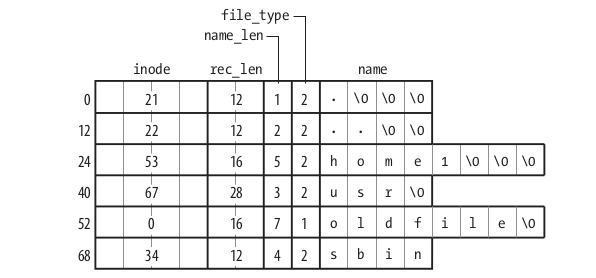 file_type
name_len
inode rec_len name
0 21 12 1 2 . \0 \0 \0
12 22 12 2 2 . . \0 \0
24 53 16 5 2 h o m e 1 \0 \0 \0
40 67 28 3 2 u s r \0
52 0 16 7 1 o l d f i l e \0
68 34 12 4 2 s b i n